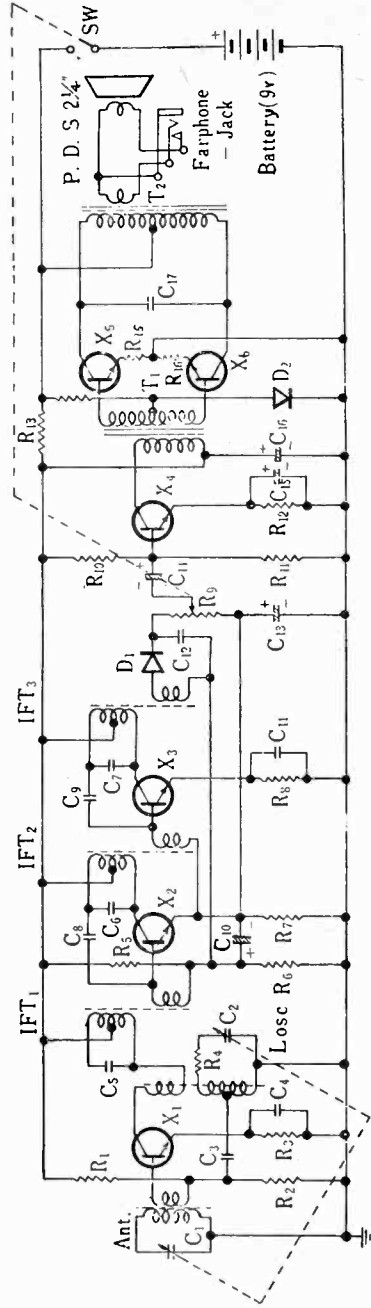 SW
+
P. D. S 2¼"
Farphone
Jack
T₂
Battery(9v)
X₅
R₁₅
C₁₇
T₁
R₁₆
X₆
D₂
R₁₃
X₄
C₁₆
C₁₅
R₁₂
R₁₀
+
-
C₁₁
R₁₁
R₉
D₁
C₁₂
+
-
C₁₃
IFT₃
C₉
C₇
X₃
C₁₁
R₈
IFT₂
C₈
C₆
R₅
X₂
C₁₀
+
-
R₇
R₆
IFT₁
C₅
R₄
C₂
Losc
X₁
C₃
C₄
R₃
R₁
R₂
Ant.
C₁